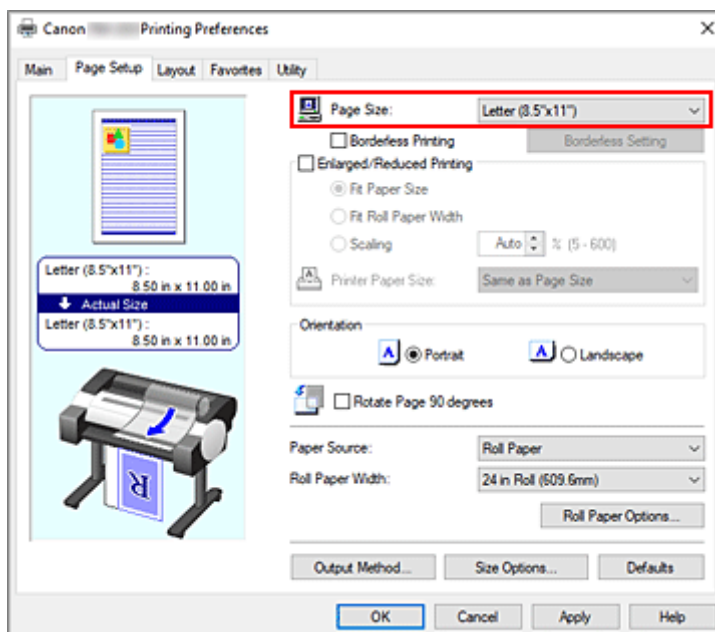 Canon Printing Preferences
Main Page Setup Layout Favorites Utility
Page Size: Letter (8.5"x11")
Borderless Printing Borderless Setting
Enlarged/Reduced Printing
Fit Paper Size
Fit Roll Paper Width
Scaling Auto % (5 - 600)
Printer Paper Size: Same as Page Size
Letter (8.5"x11") :
8.50 in x 11.00 in
Actual Size
Letter (8.5"x11") :
8.50 in x 11.00 in
Orientation
A Portrait A Landscape
Rotate Page 90 degrees
R
Paper Source: Roll Paper
Roll Paper Width: 24 in Roll (609.6mm)
Roll Paper Options...
Output Method... Size Options... Defaults
OK Cancel Apply Help